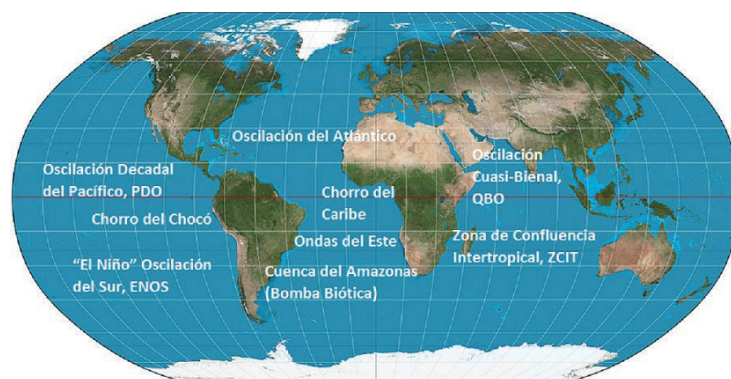 Oscilación del Atlántico
Oscilación
Cuasi-Bienal,
QBO
Oscilación Decadal
del Pacífico, PDO
Chorro del
Caribe
Chorro del Chocó
Ondas del Este
Zona de Confluencia
Intertropical, ZCIT
“El Niño” Oscilación
del Sur, ENOS
Cuenca del Amazonas
(Bomba Biótica)